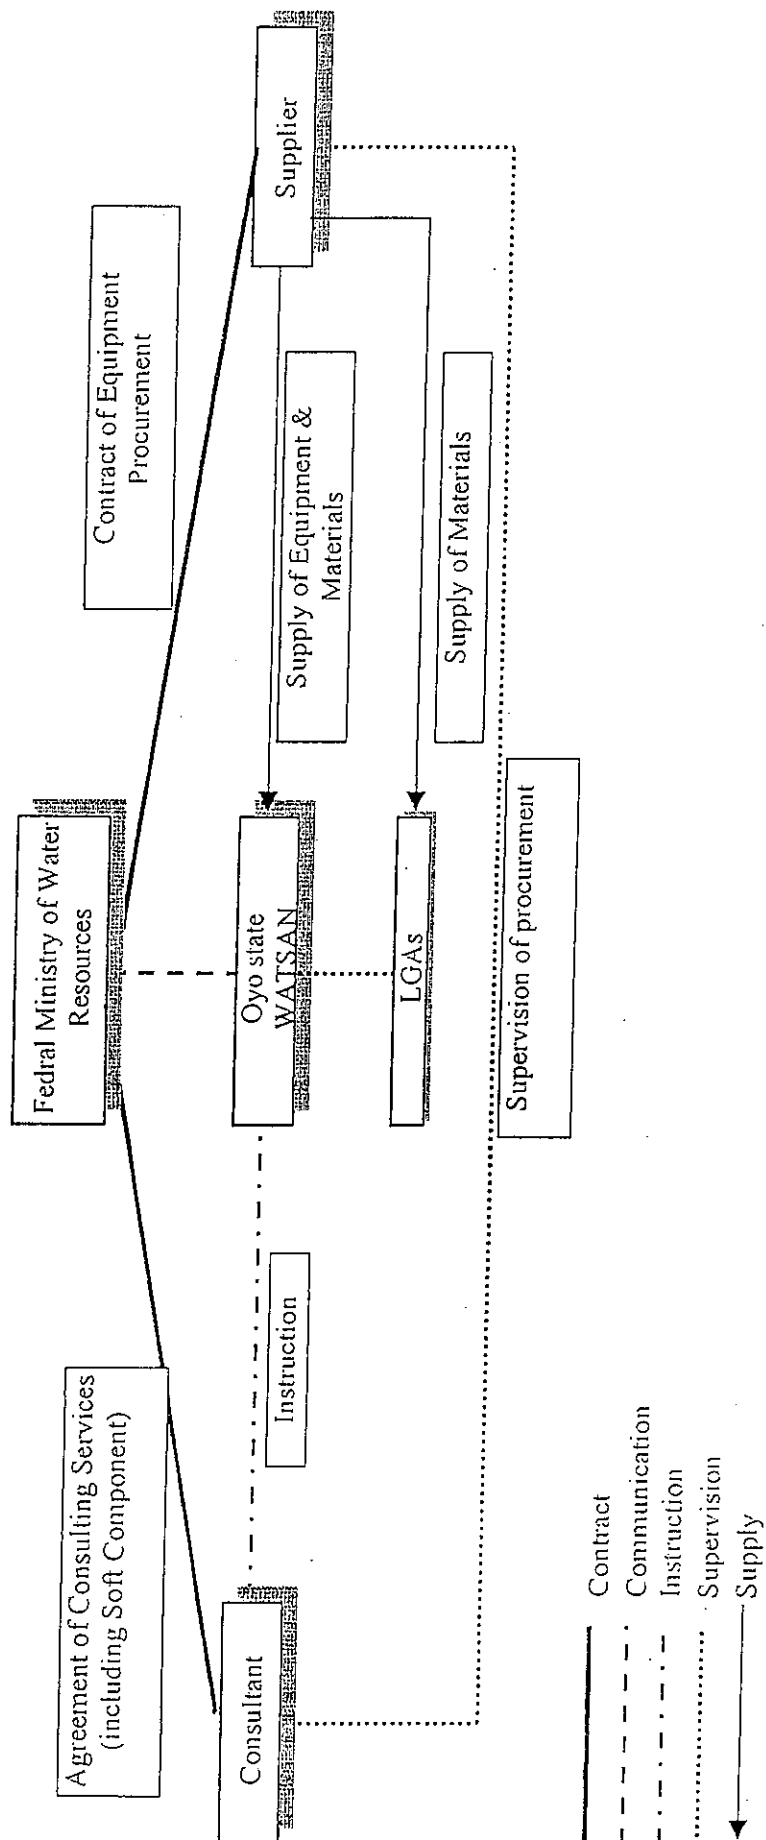 Fedral Ministry of Water
Resources
Agreement of Consulting Services
(including Soft Component)
Contract of Equipment
Procurement
Consultant
Instruction
Oyo state
WATSAN
Supply of Equipment &
Materials
Supplier
LGAs
Supply of Materials
Supervision of procurement
Contract
Communication
Instruction
Supervision
Supply